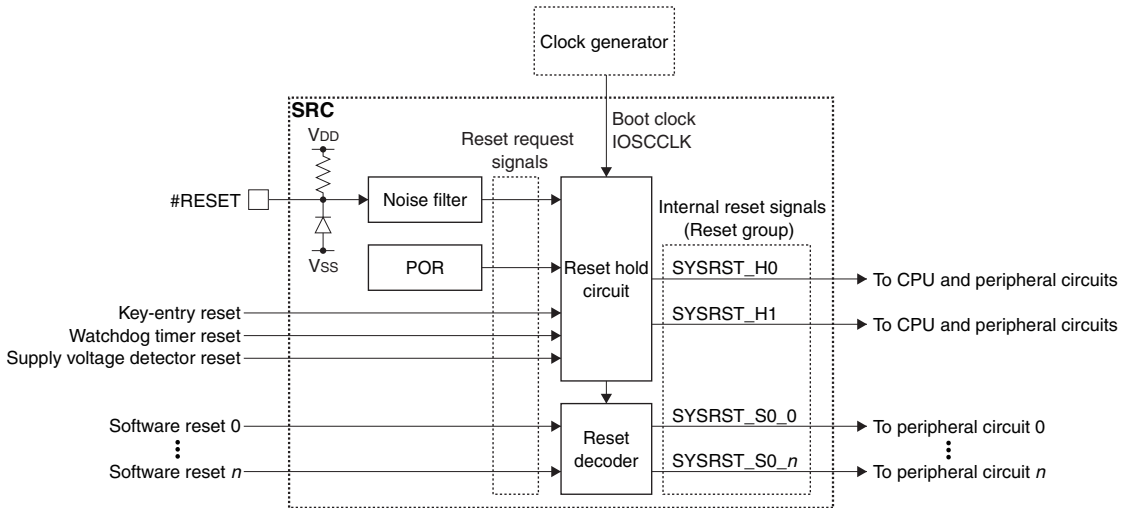 Clock generator
SRC
VDD
Boot clock
IOSCCLK
Reset request
signals
#RESET
Noise filter
Internal reset signals
(Reset group)
VSS
POR
Reset hold
circuit
SYSRST_H0
To CPU and peripheral circuits
Key-entry reset
SYSRST_H1
To CPU and peripheral circuits
Watchdog timer reset
Supply voltage detector reset
Software reset 0
Reset
decoder
SYSRST_S0_0
To peripheral circuit 0
Software reset n
SYSRST_S0_n
To peripheral circuit n